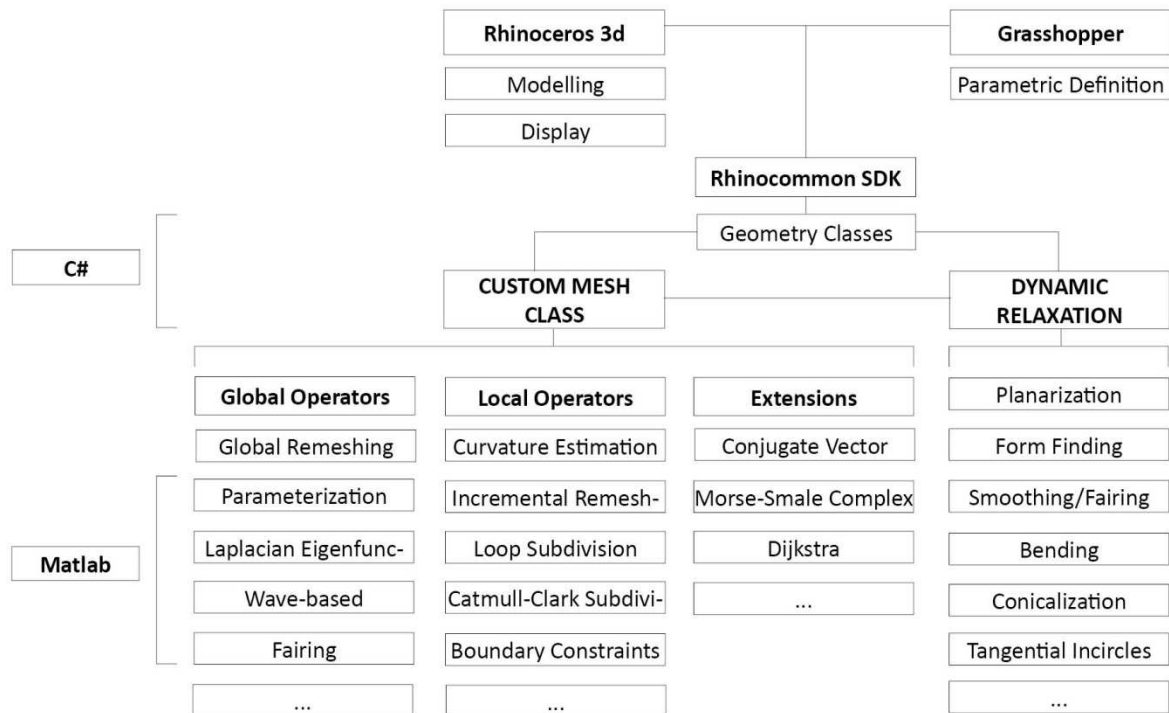 Rhinoceros 3d
Grasshopper
Modelling
Parametric Definition
Display
Rhinocommon SDK
Geometry Classes
C#
CUSTOM MESH
CLASS
DYNAMIC
RELAXATION
Global Operators
Local Operators
Extensions
Planarization
Global Remeshing
Curvature Estimation
Conjugate Vector
Form Finding
Parameterization
Incremental Remesh-
Morse-Smale Complex
Smoothing/Fairing
Matlab
Laplacian Eigenfunc-
Loop Subdivision
Dijkstra
Bending
Wave-based
Catmull-Clark Subdivi-
...
Conicalization
Fairing
Boundary Constraints
Tangential Incircles
...
...
...